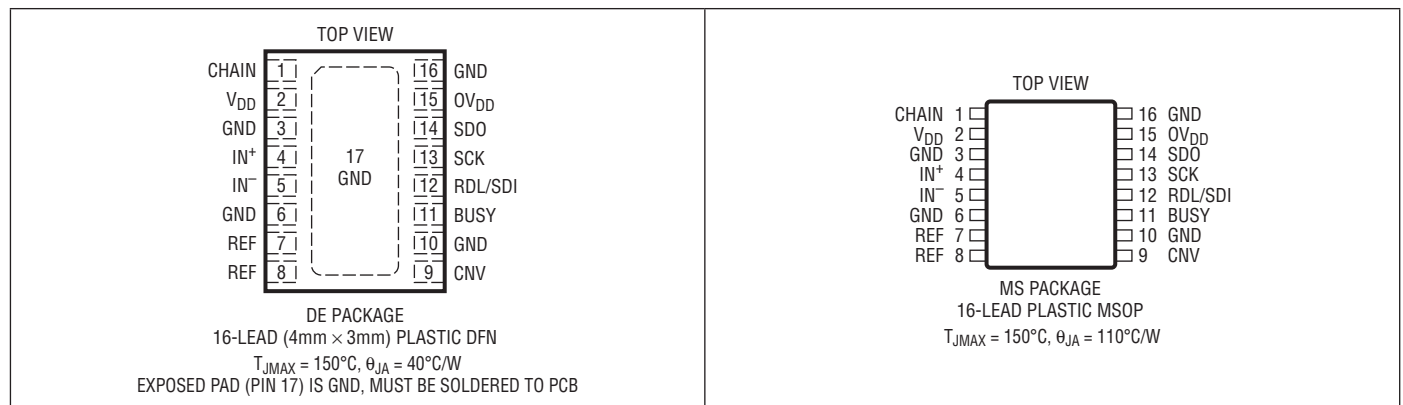 TOP VIEW
CHAIN 1 16 GND
VDD 2 15 OVDD
GND 3 14 SDO
IN+ 4 13 SCK
IN– 5 12 RDL/SDI
GND 6 11 BUSY
REF 7 10 GND
REF 8 9 CNV
17
GND
DE PACKAGE
16-LEAD (4mm × 3mm) PLASTIC DFN
TJMAX = 150°C, θJA = 40°C/W
EXPOSED PAD (PIN 17) IS GND, MUST BE SOLDERED TO PCB
TOP VIEW
CHAIN 1 16 GND
VDD 2 15 OVDD
GND 3 14 SDO
IN+ 4 13 SCK
IN– 5 12 RDL/SDI
GND 6 11 BUSY
REF 7 10 GND
REF 8 9 CNV
MS PACKAGE
16-LEAD PLASTIC MSOP
TJMAX = 150°C, θJA = 110°C/W